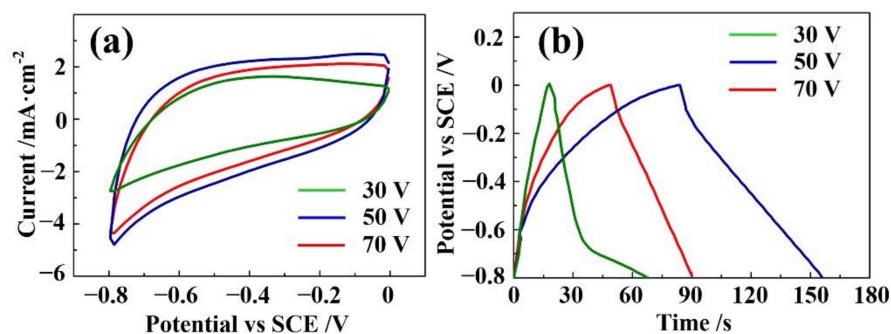 (a)
Current /mA·cm⁻²
4
2
0
−2
−4
−6
30 V
50 V
70 V
−0.8
−0.6
−0.4
−0.2
0
Potential vs SCE /V
(b)
Potential vs SCE /V
0.2
0
−0.2
−0.4
−0.6
−0.8
30 V
50 V
70 V
0
30
60
90
120
150
180
Time /s